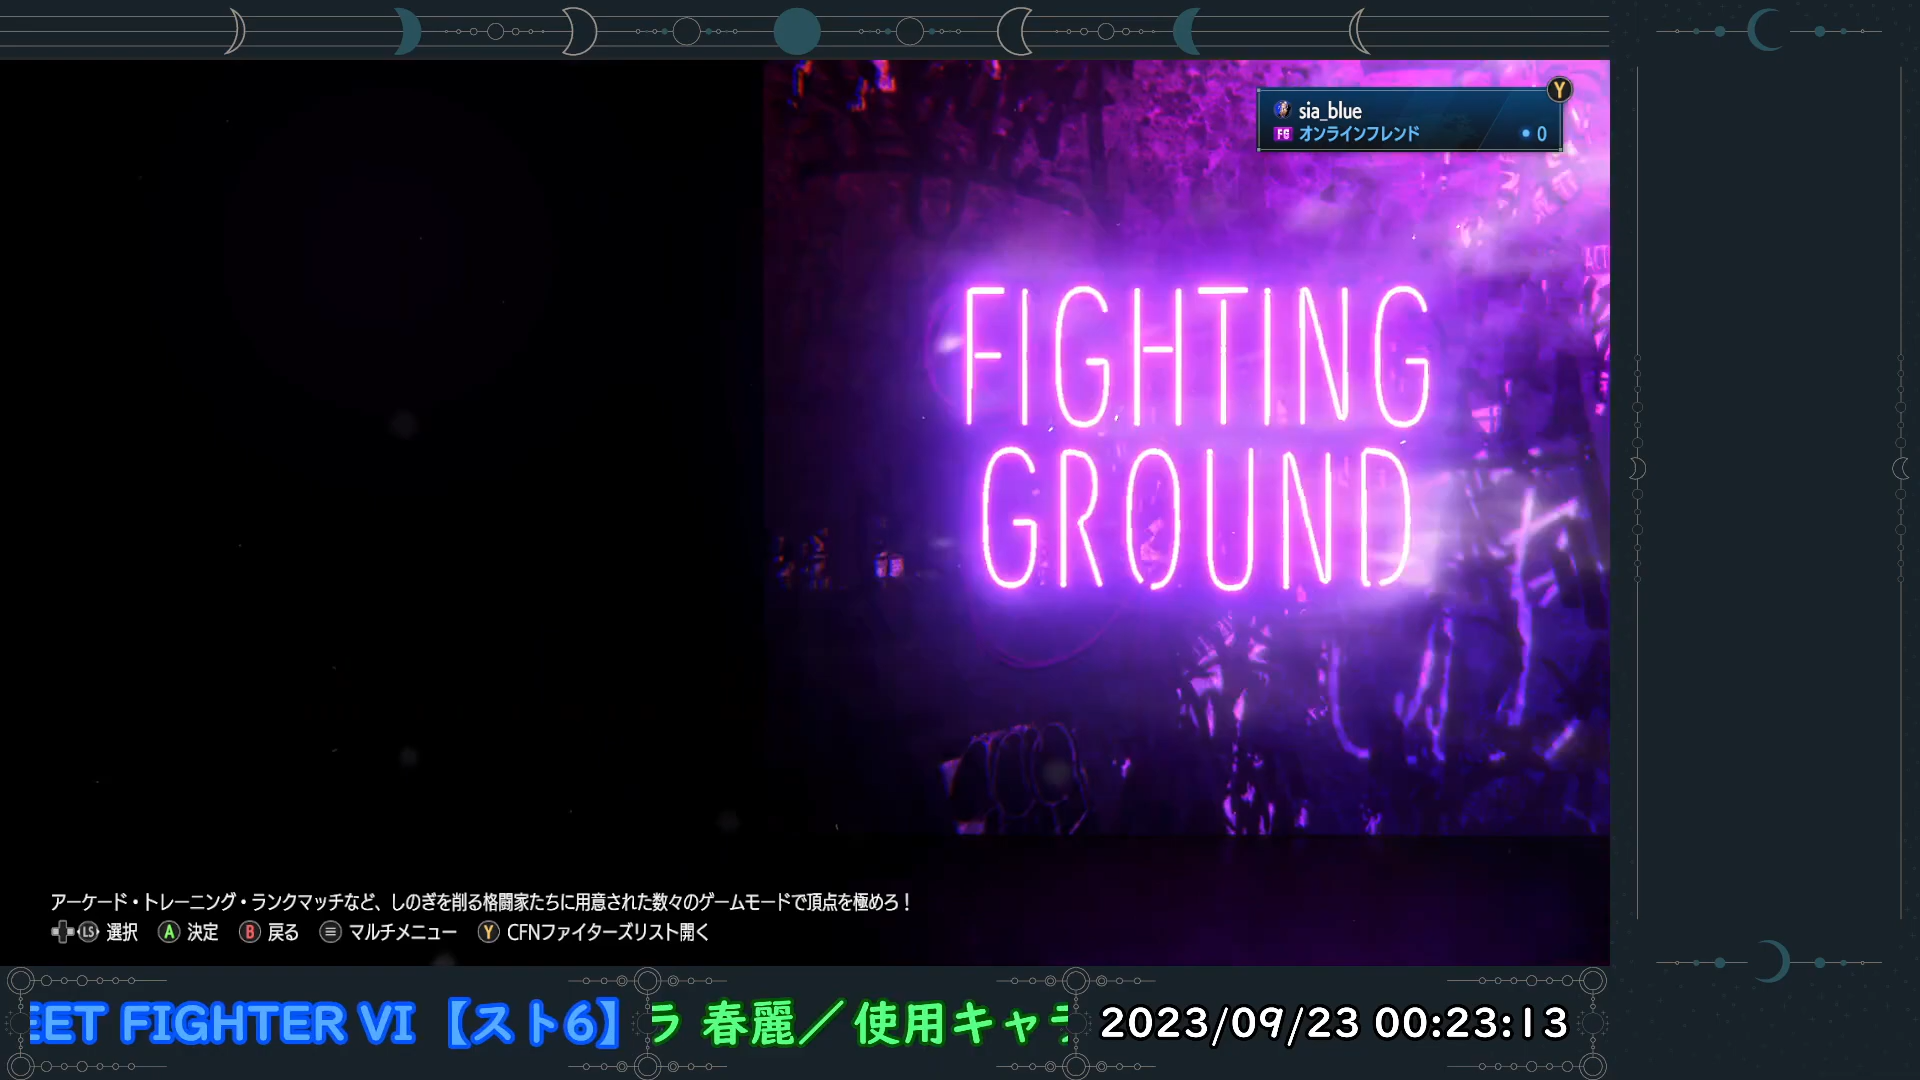 sia_blue
FG オンラインフレンド 0
Y
FIGHTING
GROUND
アーケード・トレーニング・ランクマッチなど、しのぎを削る格闘家たちに用意された数々のゲームモードで頂点を極めろ！
LS 選択 A 決定 B 戻る マルチメニュー Y CFNファイターズリスト開く
EET FIGHTER VI【スト6】
ラ 春麗／使用キャラ
2023/09/23 00:23:13